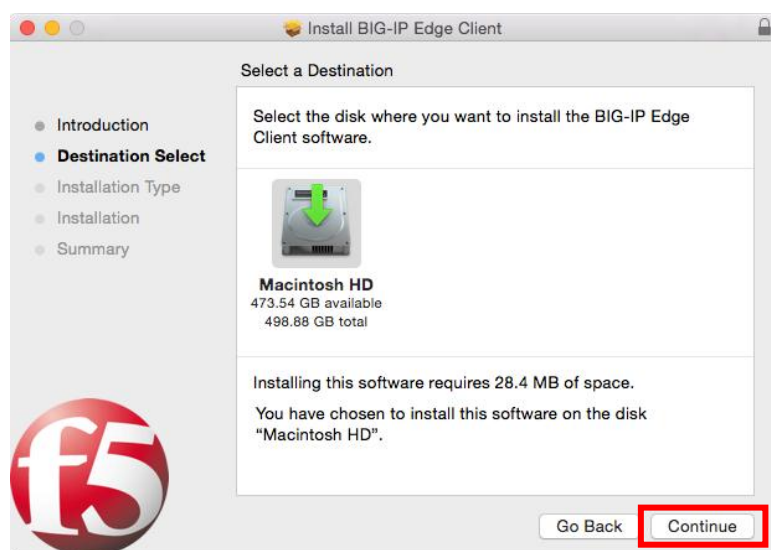 Install BIG-IP Edge Client
Select a Destination
Introduction
Destination Select
Installation Type
Installation
Summary
Select the disk where you want to install the BIG-IP Edge
Client software.
Macintosh HD
473.54 GB available
498.88 GB total
Installing this software requires 28.4 MB of space.
You have chosen to install this software on the disk
“Macintosh HD”.
f5
Go Back
Continue